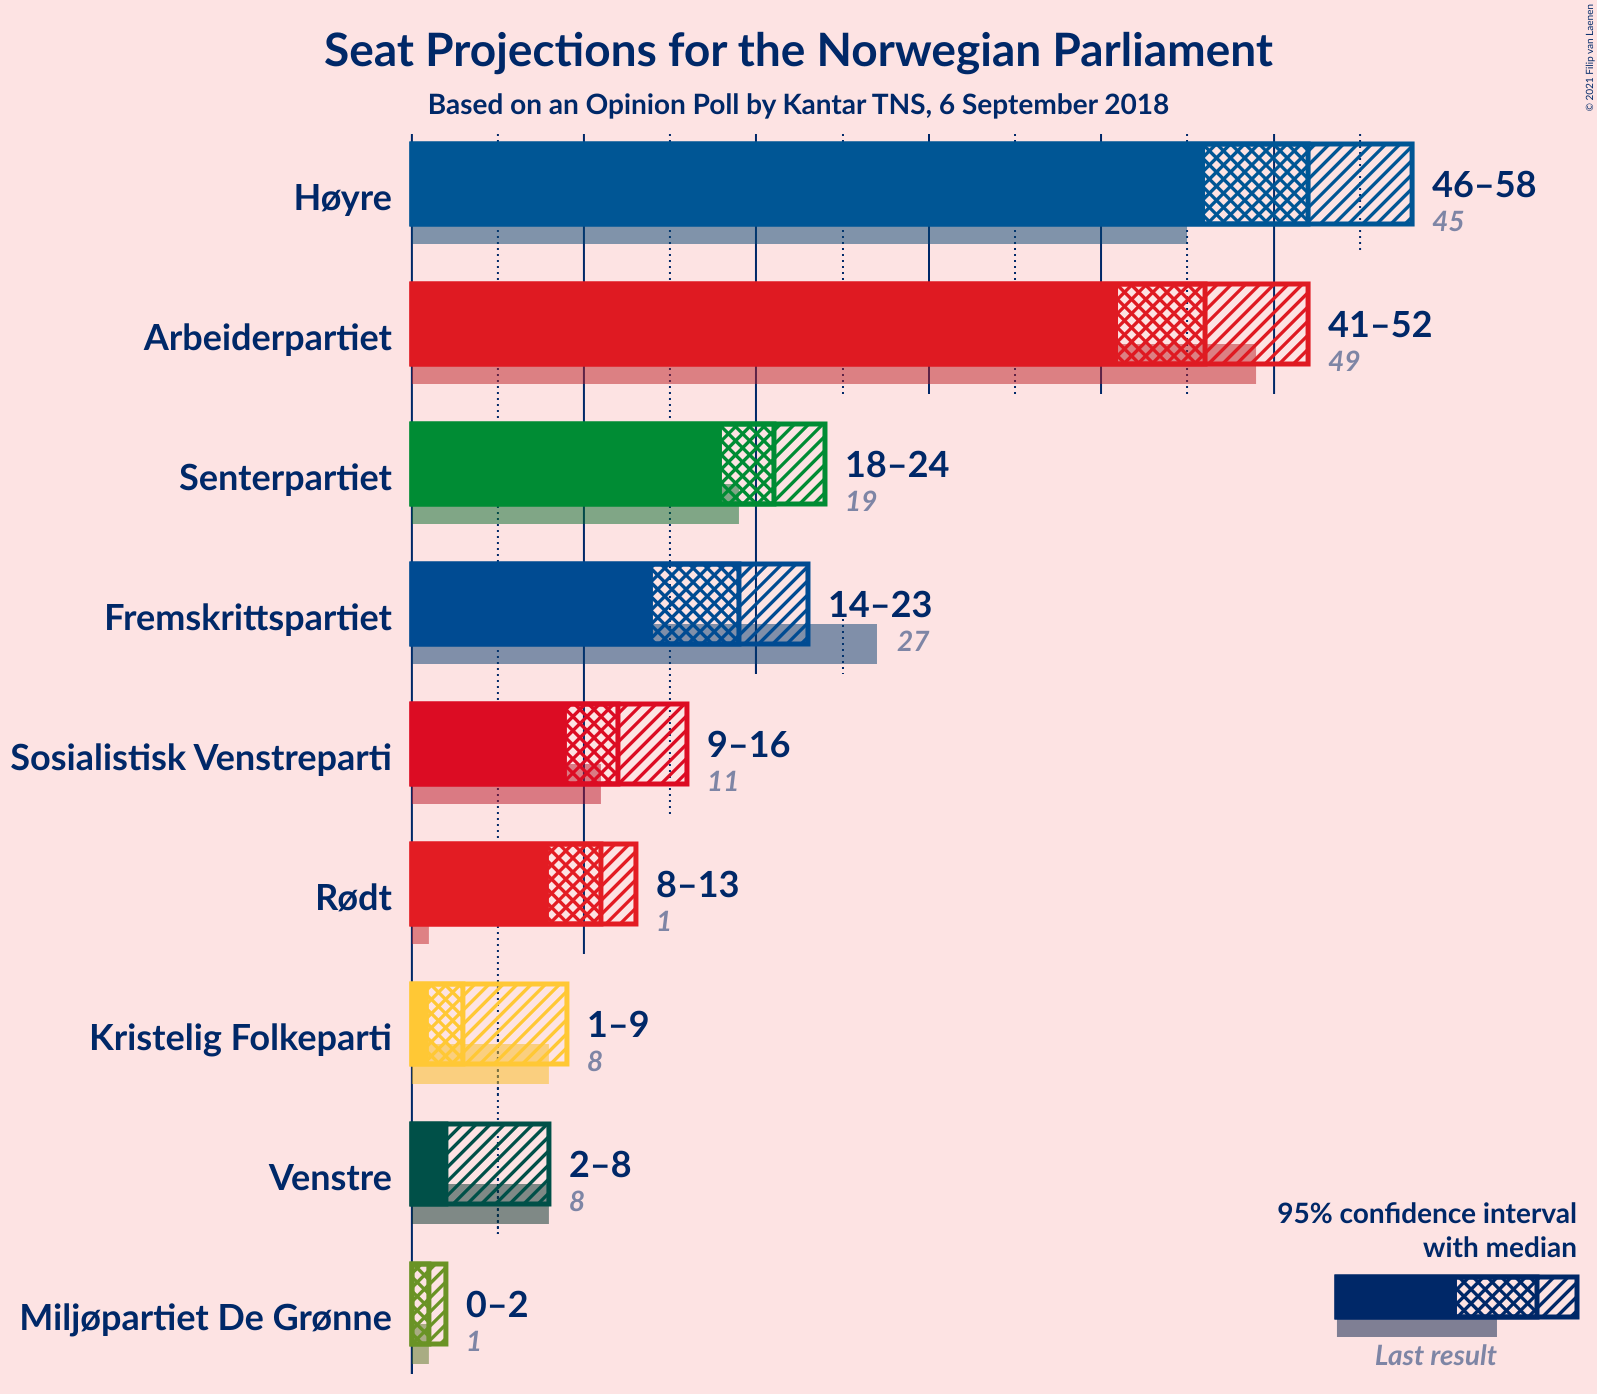 Seat Projections for the Norwegian Parliament
Based on an Opinion Poll by Kantar TNS, 6 September 2018
© 2021 Filip van Laenen
Høyre
46–58
45
Arbeiderpartiet
41–52
49
Senterpartiet
18–24
19
Fremskrittspartiet
14–23
27
Sosialistisk Venstreparti
9–16
11
Rødt
8–13
1
Kristelig Folkeparti
1–9
8
Venstre
2–8
8
Miljøpartiet De Grønne
0–2
1
95% confidence interval
with median
Last result